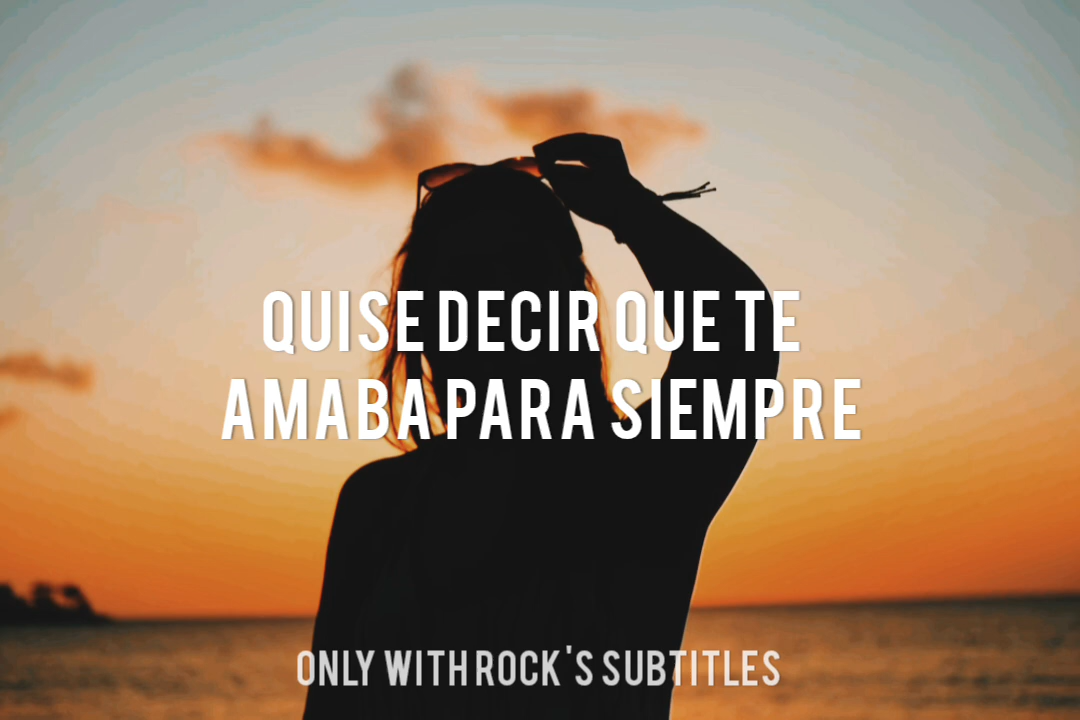 QUISE DECIR QUE TE
AMABA PARA SIEMPRE
ONLY WITH ROCK'S SUBTITLES